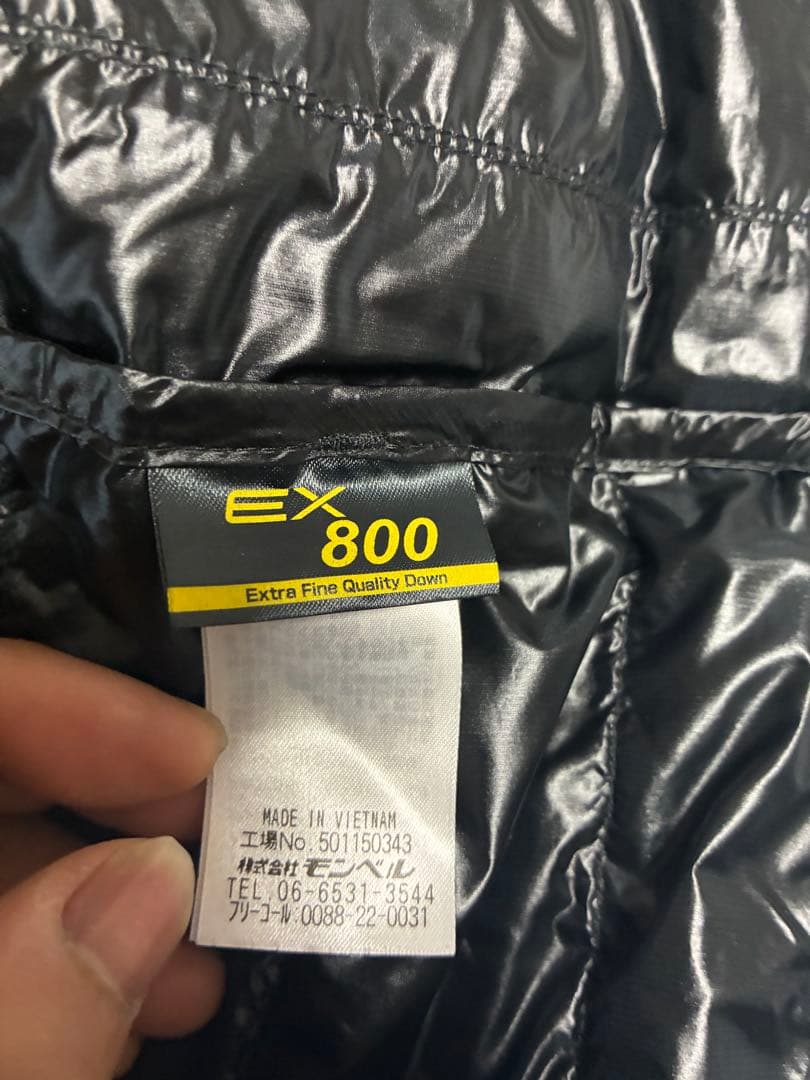 EX
800
Extra Fine Quality Down
MADE IN VIETNAM
工場No.501150343
株式会社 モンベル
TEL 06-6531-3544
フリーコール:0088-22-0031